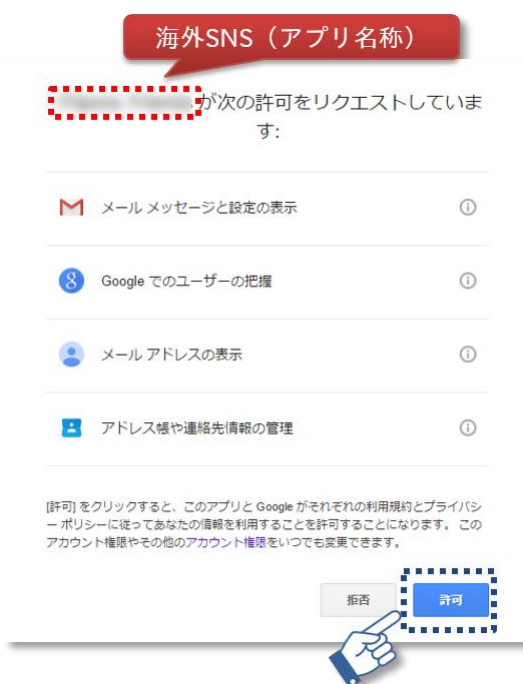 海外SNS（アプリ名称）
が次の許可をリクエストしていま
す:
メール メッセージと設定の表示
Google でのユーザーの把握
メール アドレスの表示
アドレス帳や連絡先情報の管理
[許可] をクリックすると、このアプリと Google がそれぞれの利用規約とプライバシ
ー ポリシーに従ってあなたの情報を利用することを許可することになります。 この
アカウント権限やその他のアカウント権限をいつでも変更できます。
拒否 許可